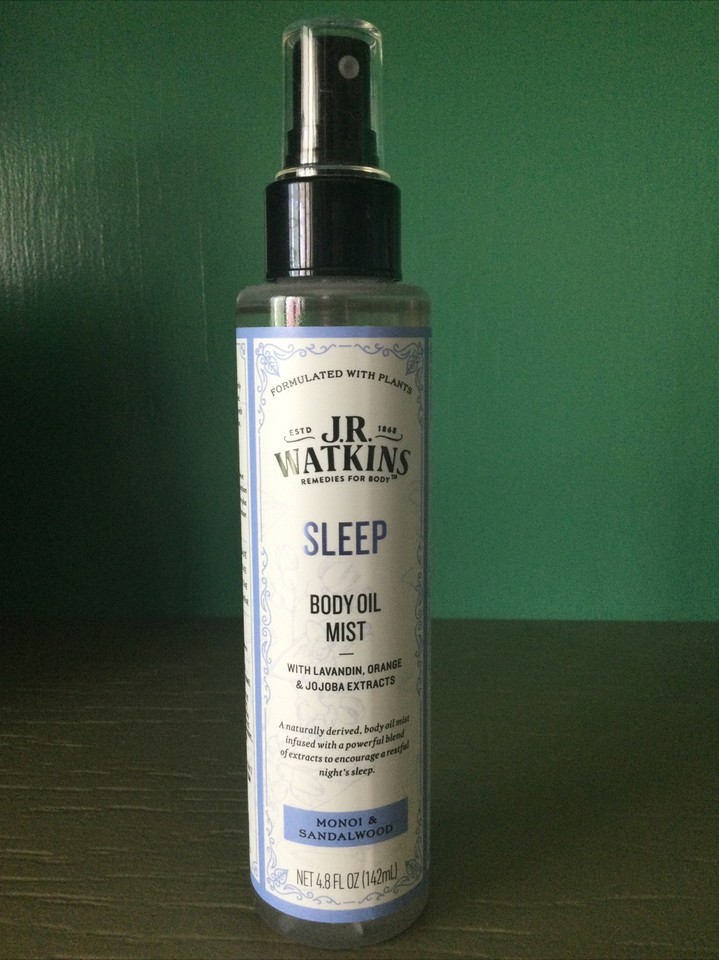 FORMULATED WITH PLANTS
ESTD 1868
J.R.
WATKINS
REMEDIES FOR BODY™
SLEEP
BODY OIL
MIST
WITH LAVANDIN, ORANGE
& JOJOBA EXTRACTS
A naturally derived, body oil mist
infused with a powerful blend
of extracts to encourage a restful
night's sleep.
MONOI &
SANDALWOOD
NET 4.8 FL OZ (142mL)